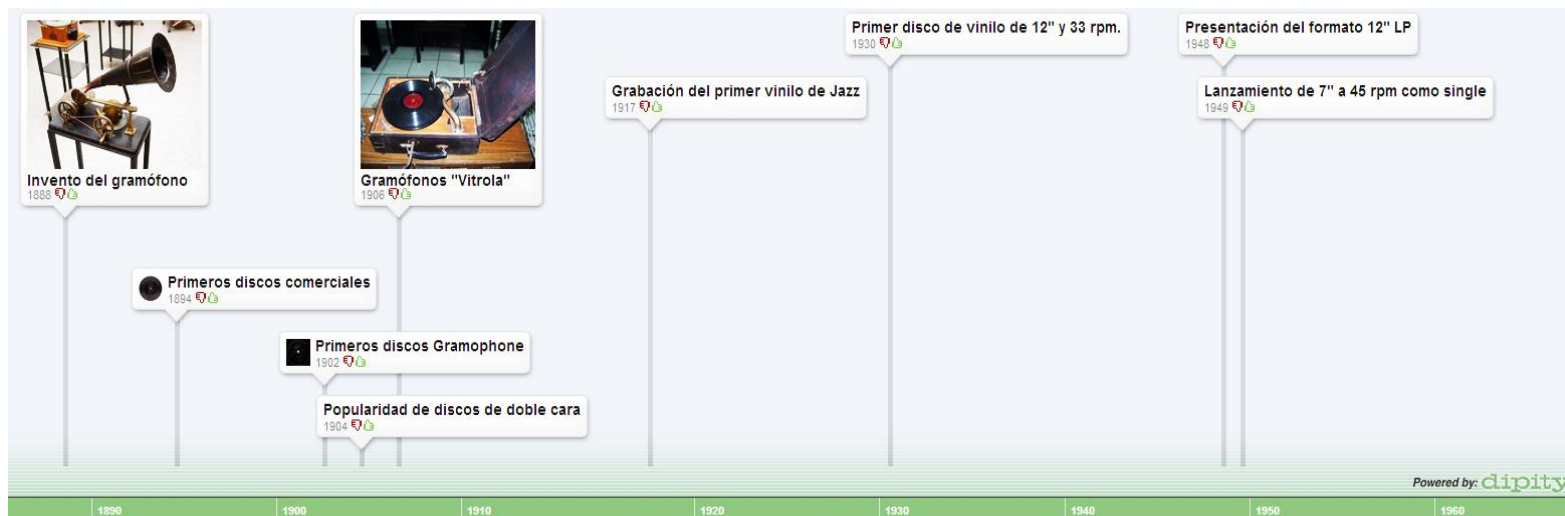 Invento del gramófono
1888
Primeros discos comerciales
1894
Primeros discos Gramophone
1902
Popularidad de discos de doble cara
1904
Gramófonos "Vitrola"
1906
Grabación del primer vinilo de Jazz
1917
Primer disco de vinilo de 12" y 33 rpm.
1930
Presentación del formato 12" LP
1948
Lanzamiento de 7" a 45 rpm como single
1949
Powered by: dipity
1890 1900 1910 1920 1930 1940 1950 1960